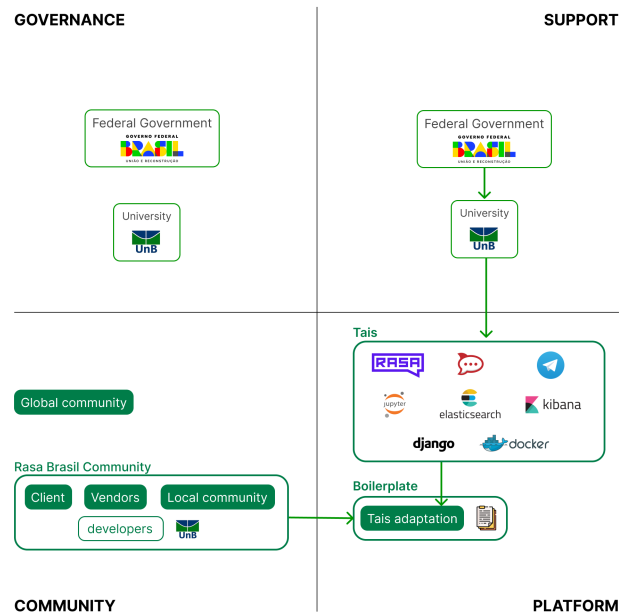 GOVERNANCE
SUPPORT
Federal Government
GOVERNO FEDERAL
BRASIL
UNIÃO E RECONSTRUÇÃO
University
UnB
Federal Government
GOVERNO FEDERAL
BRASIL
UNIÃO E RECONSTRUÇÃO
University
UnB
Global community
Rasa Brasil Community
Client
Vendors
Local community
developers
UnB
COMMUNITY
Tais
RASA
jupyter
elasticsearch
kibana
django
docker
Boilerplate
Tais adaptation
PLATFORM